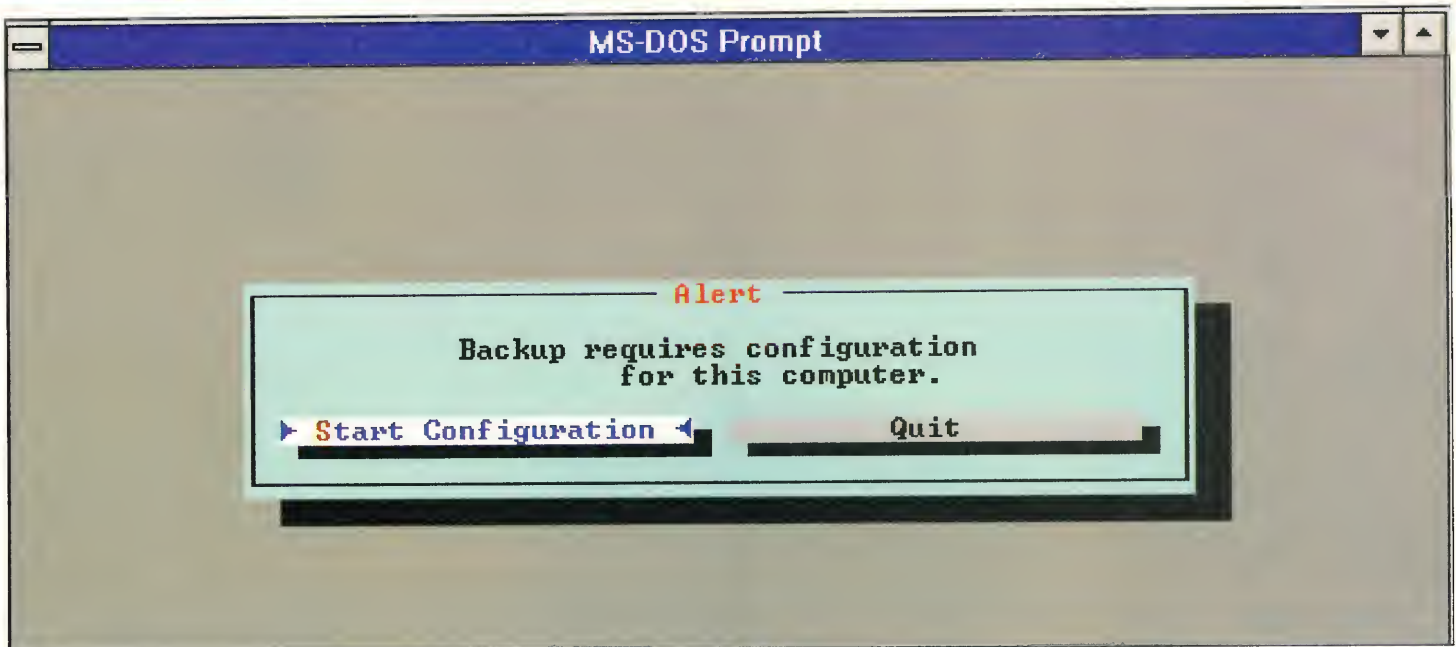 MS-DOS Prompt
Alert
Backup requires configuration
for this computer.
Start Configuration
Quit